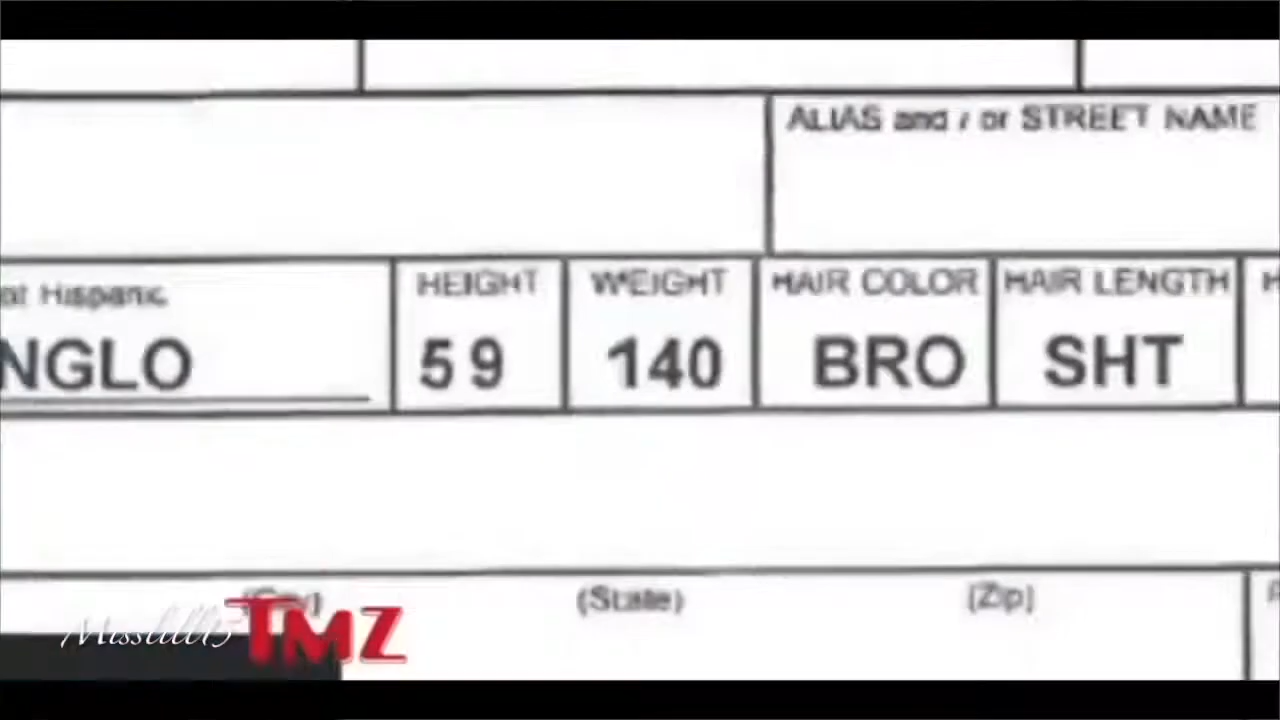 ALIAS and / or STREET NAME
ot Hispanic HEIGHT WEIGHT HAIR COLOR HAIR LENGTH
NGLO 59 140 BRO SHT
(City) (State) (Zip)
TMZ